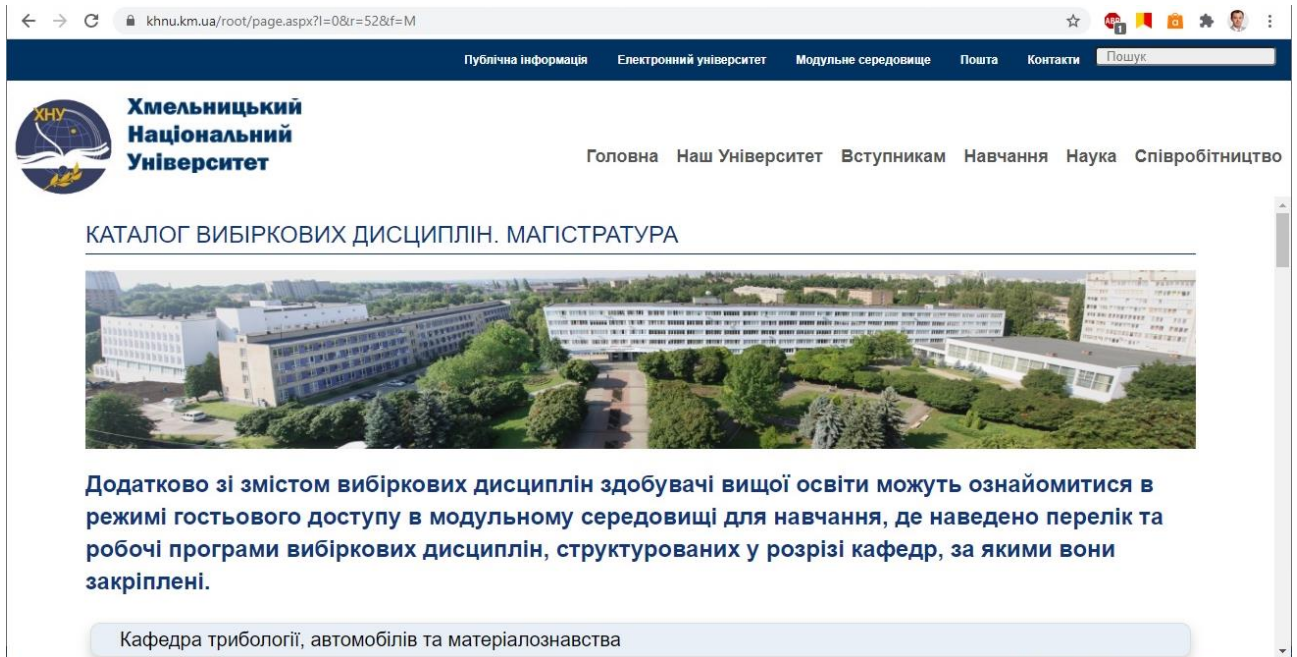 khnu.km.ua/root/page.aspx?l=0&r=52&f=M
ABP
1
a
Публічна інформація Електронний університет Модульне середовище Пошта Контакти Пошук
ХНУ
Хмельницький
Національний
Університет
Головна Наш Університет Вступникам Навчання Наука Співробітництво
КАТАЛОГ ВИБІРКОВИХ ДИСЦИПЛІН. МАГІСТРАТУРА
Додатково зі змістом вибіркових дисциплін здобувачі вищої освіти можуть ознайомитися в
режимі гостьового доступу в модульному середовищі для навчання, де наведено перелік та
робочі програми вибіркових дисциплін, структурованих у розрізі кафедр, за якими вони
закріплені.
Кафедра трибології, автомобілів та матеріалознавства